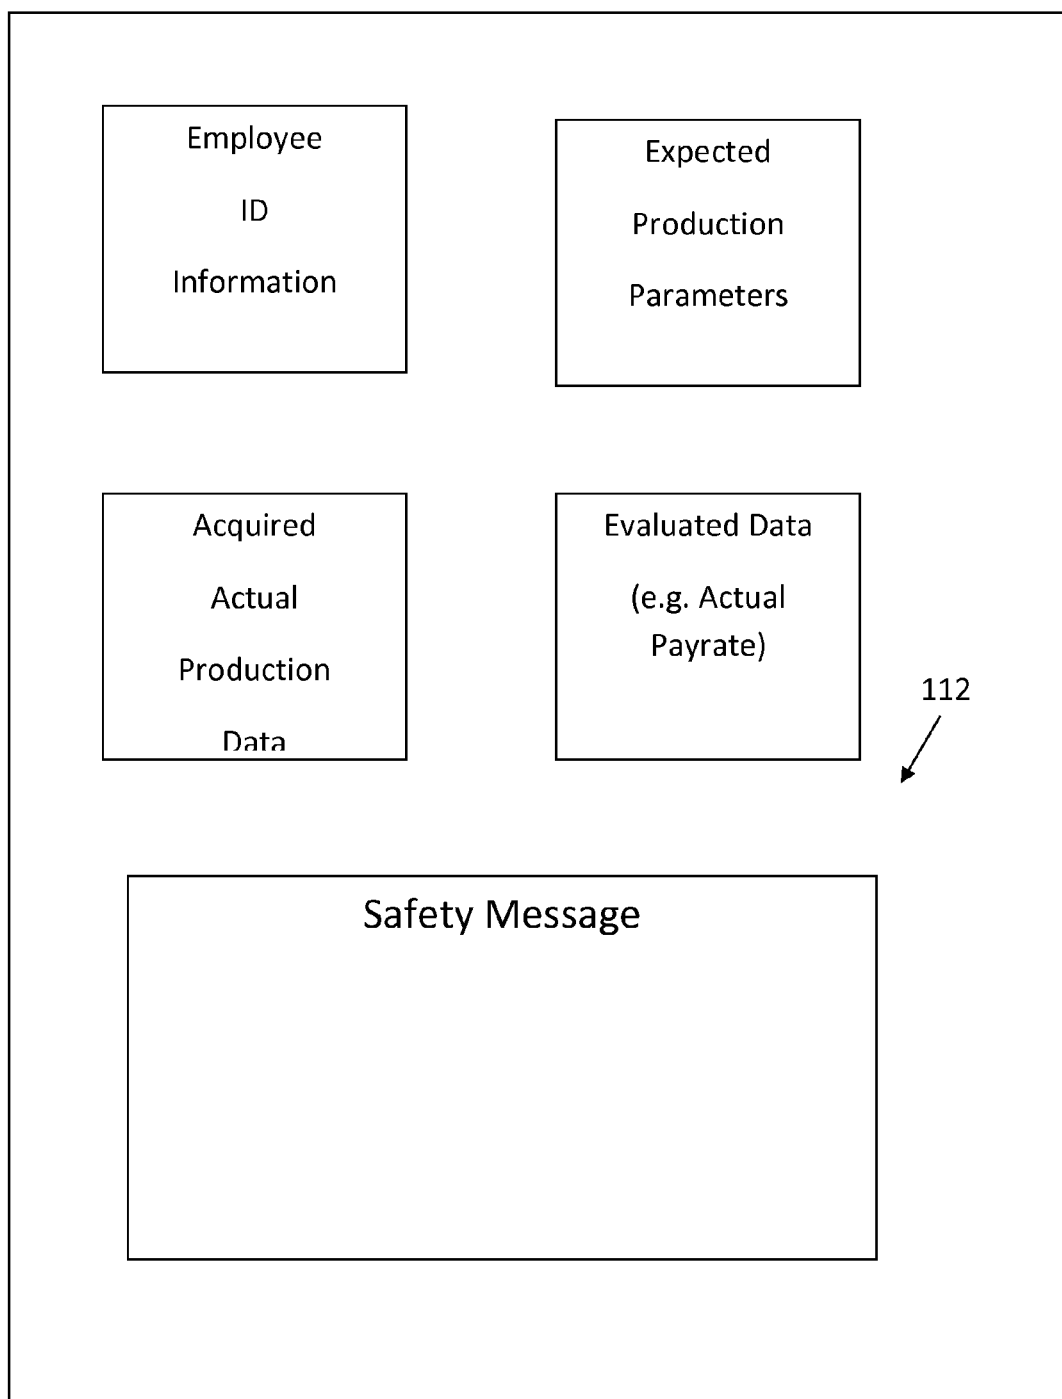 Employee
ID
Information
Expected
Production
Parameters
Acquired
Actual
Production
Data
Evaluated Data
(e.g. Actual
Payrate)
112
Safety Message